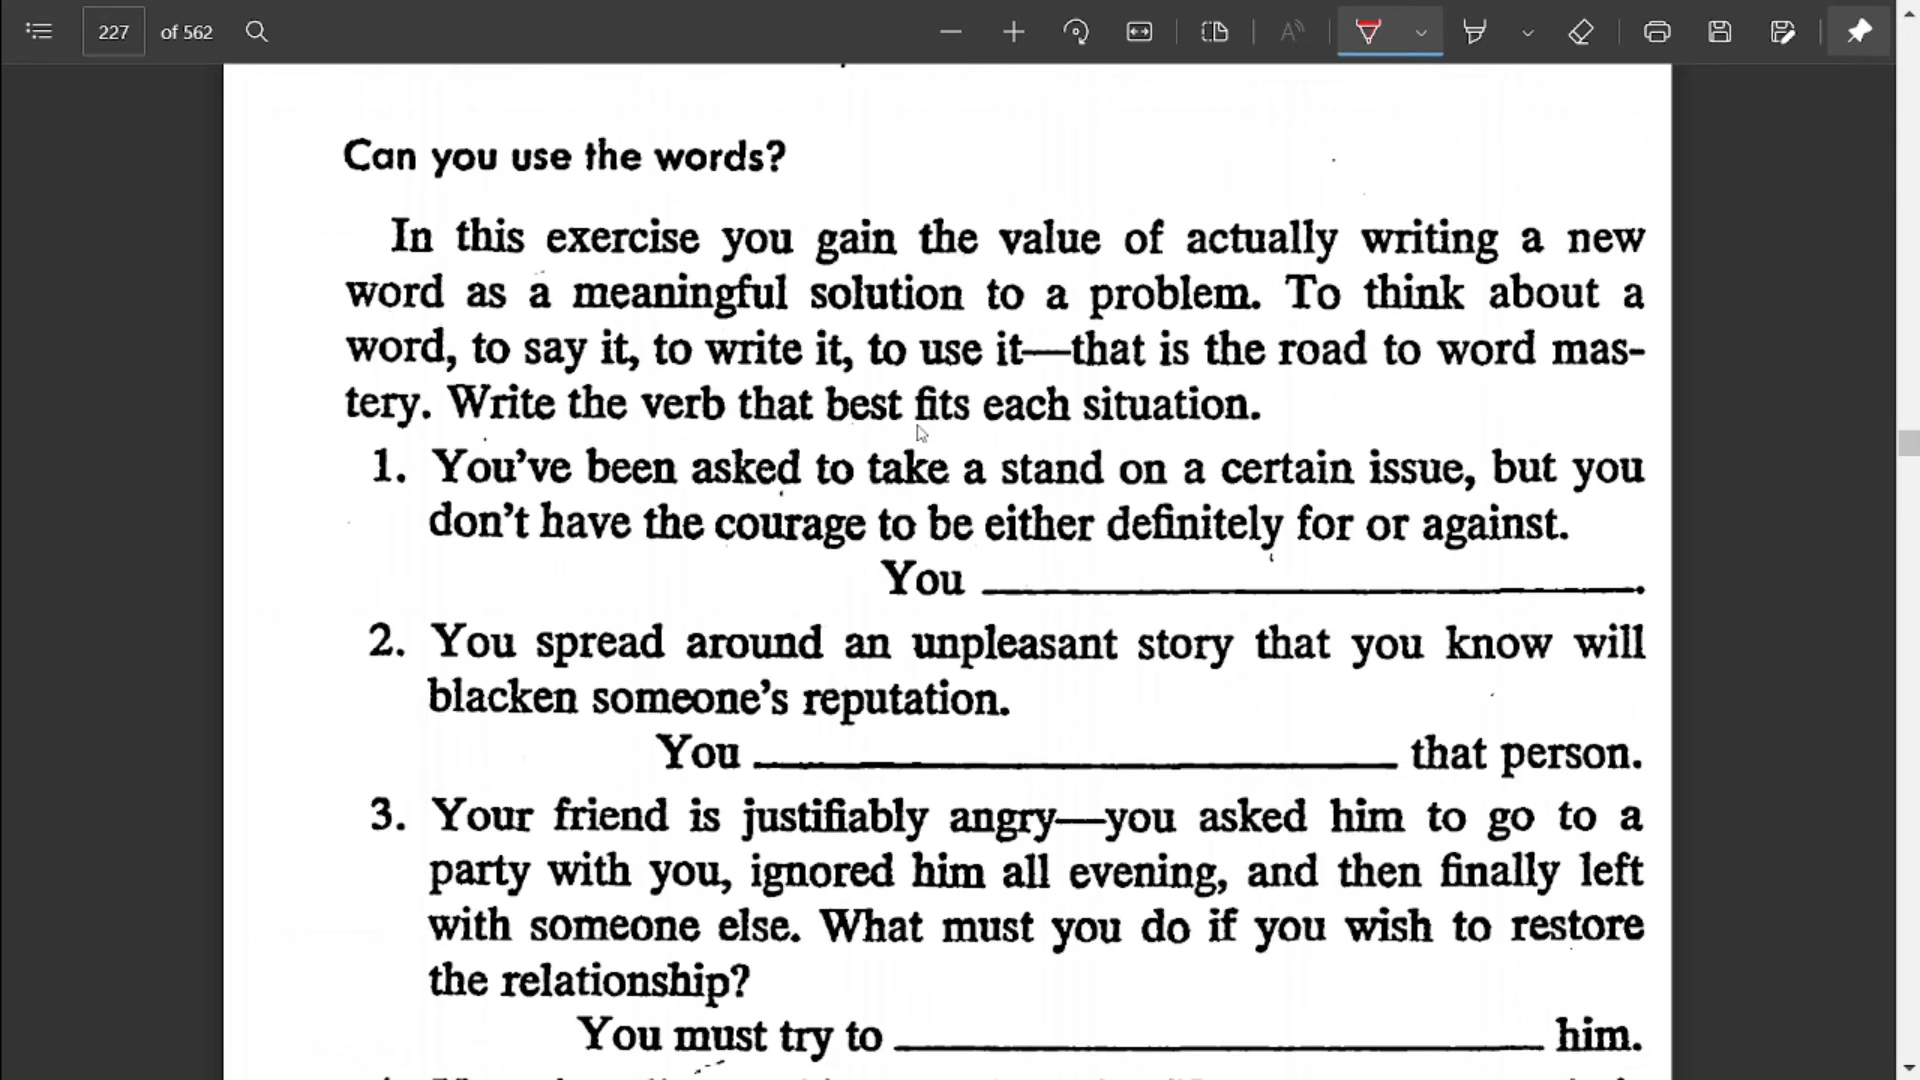 227 of 562
Can you use the words?
In this exercise you gain the value of actually writing a new
word as a meaningful solution to a problem. To think about a
word, to say it, to write it, to use it—that is the road to word mas-
tery. Write the verb that best fits each situation.
1. You've been asked to take a stand on a certain issue, but you
don't have the courage to be either definitely for or against.
You ____________________.
2. You spread around an unpleasant story that you know will
blacken someone's reputation.
You ____________________ that person.
3. Your friend is justifiably angry—you asked him to go to a
party with you, ignored him all evening, and then finally left
with someone else. What must you do if you wish to restore
the relationship?
You must try to ____________________ him.